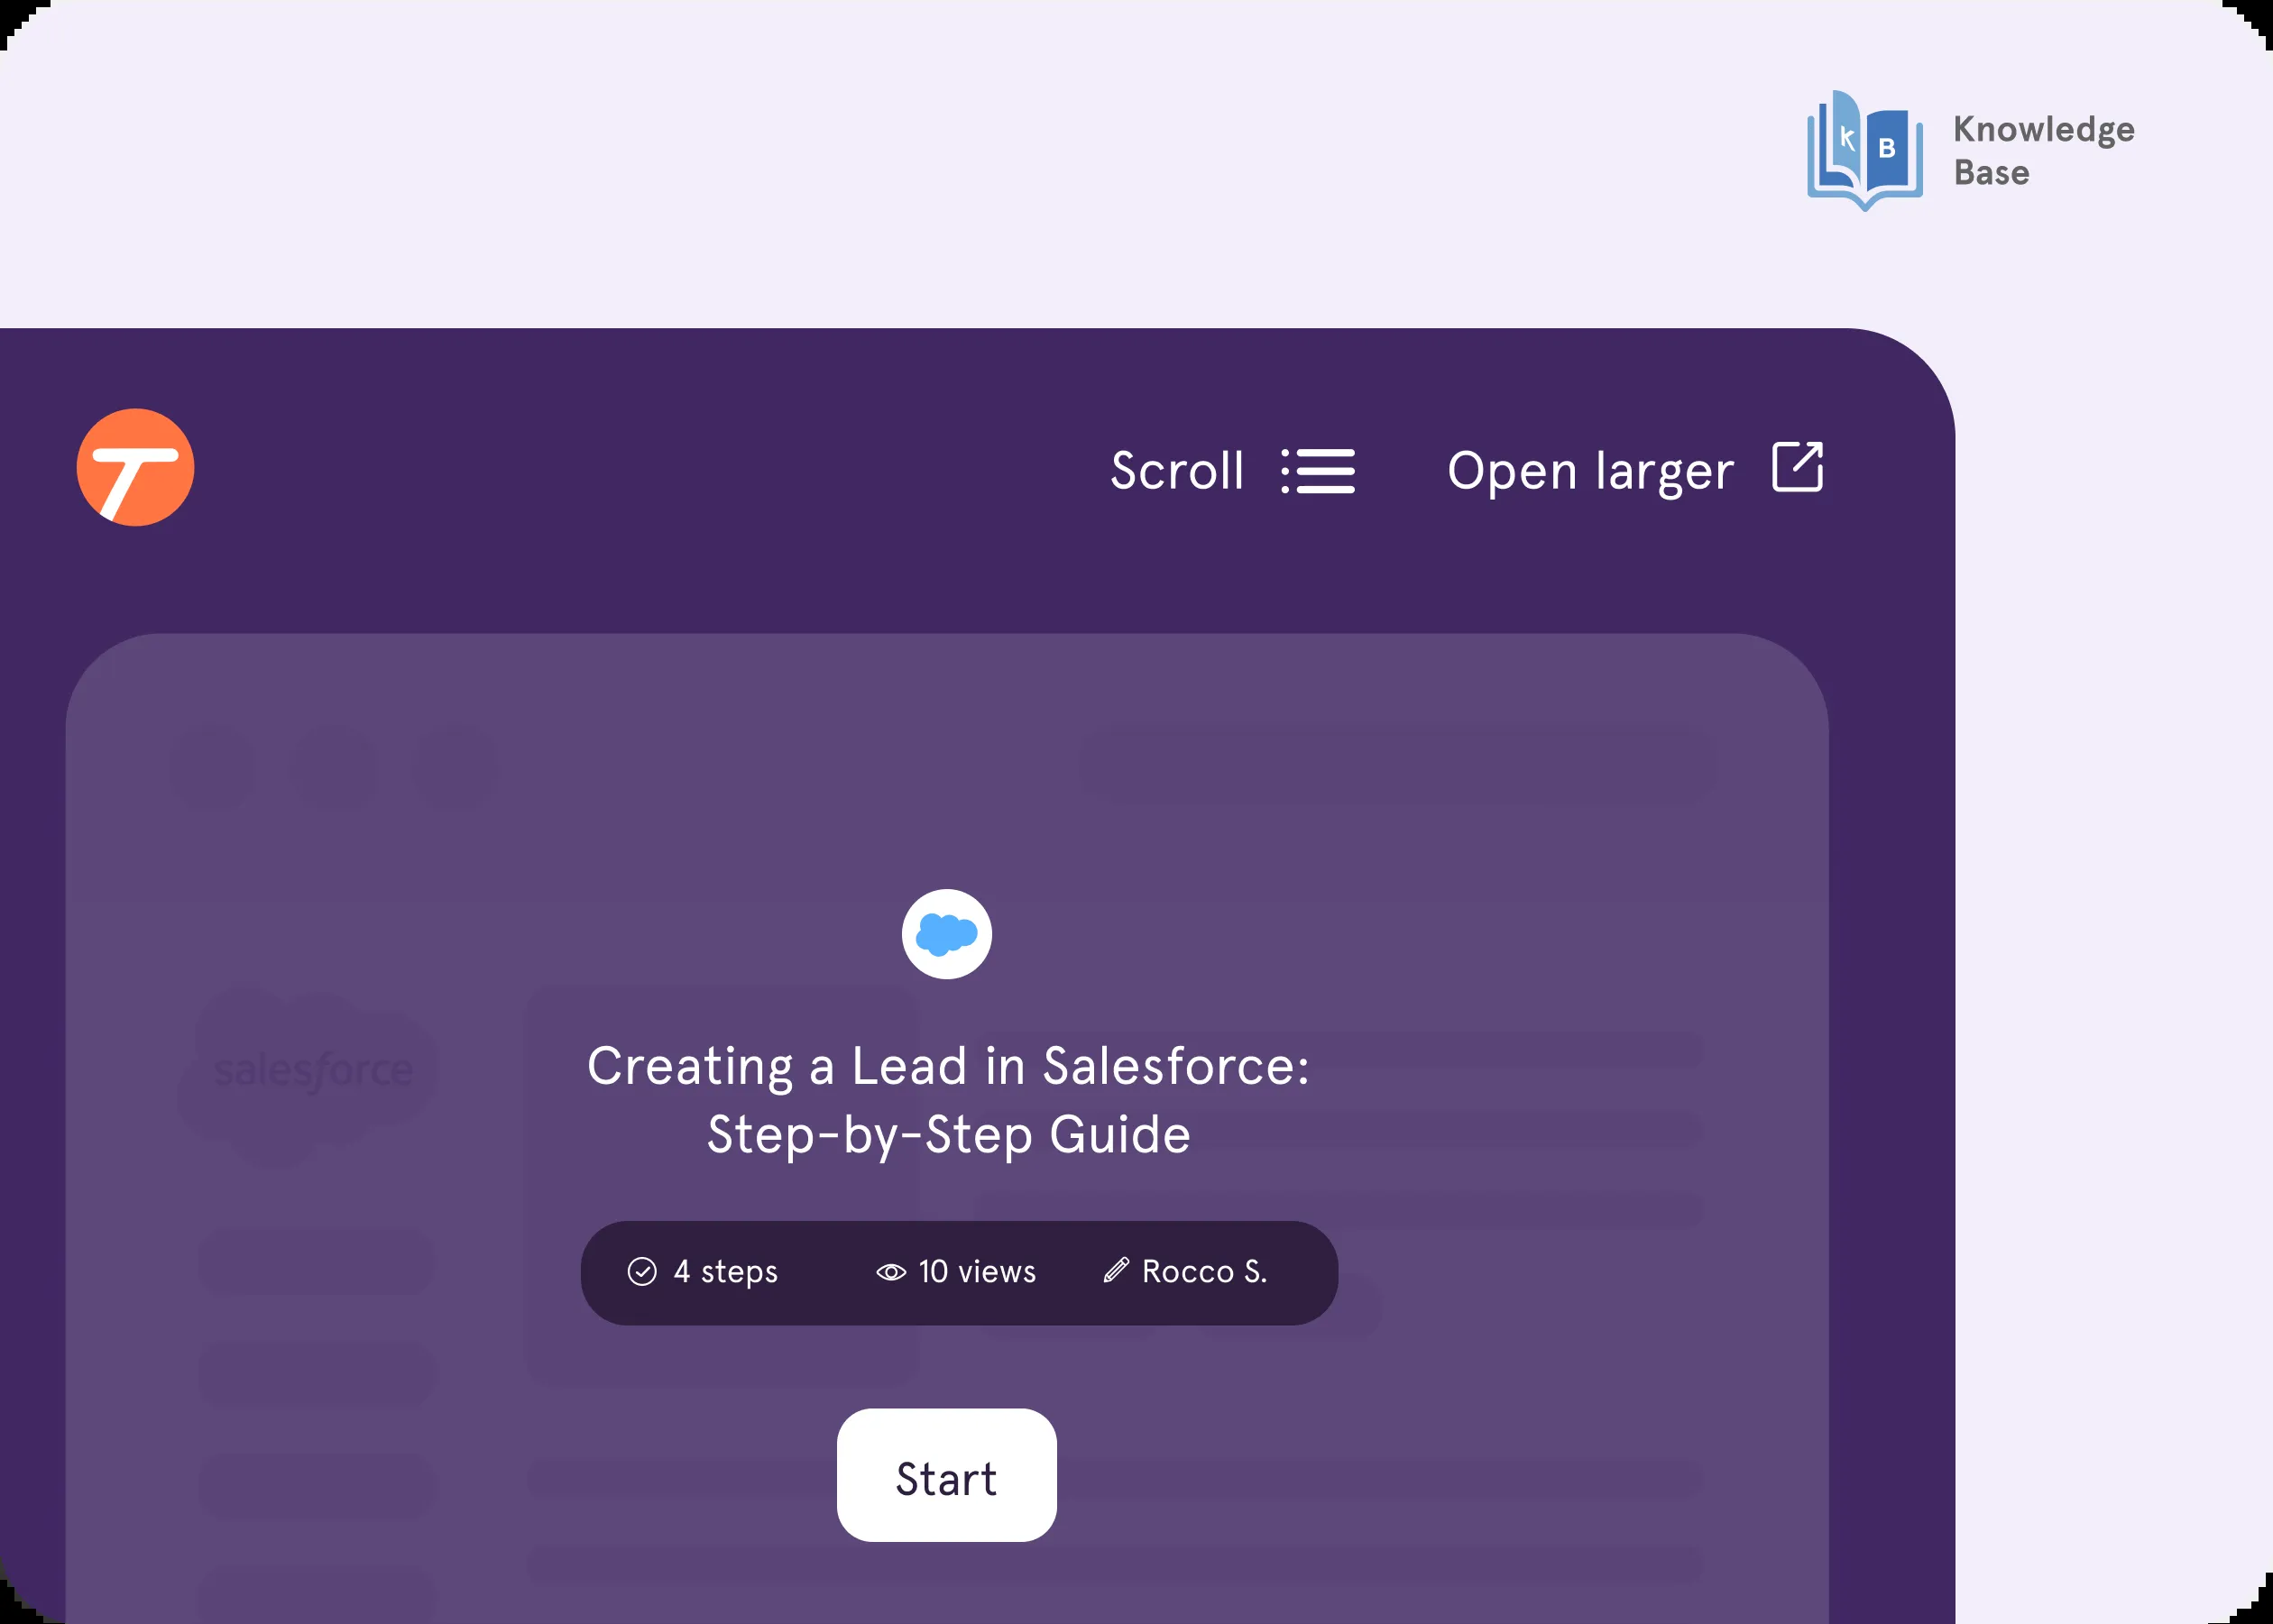 K B
Knowledge
Base
Scroll
Open larger
Creating a Lead in Salesforce:
Step-by-Step Guide
salesforce
4 steps
10 views
Rocco S.
Start